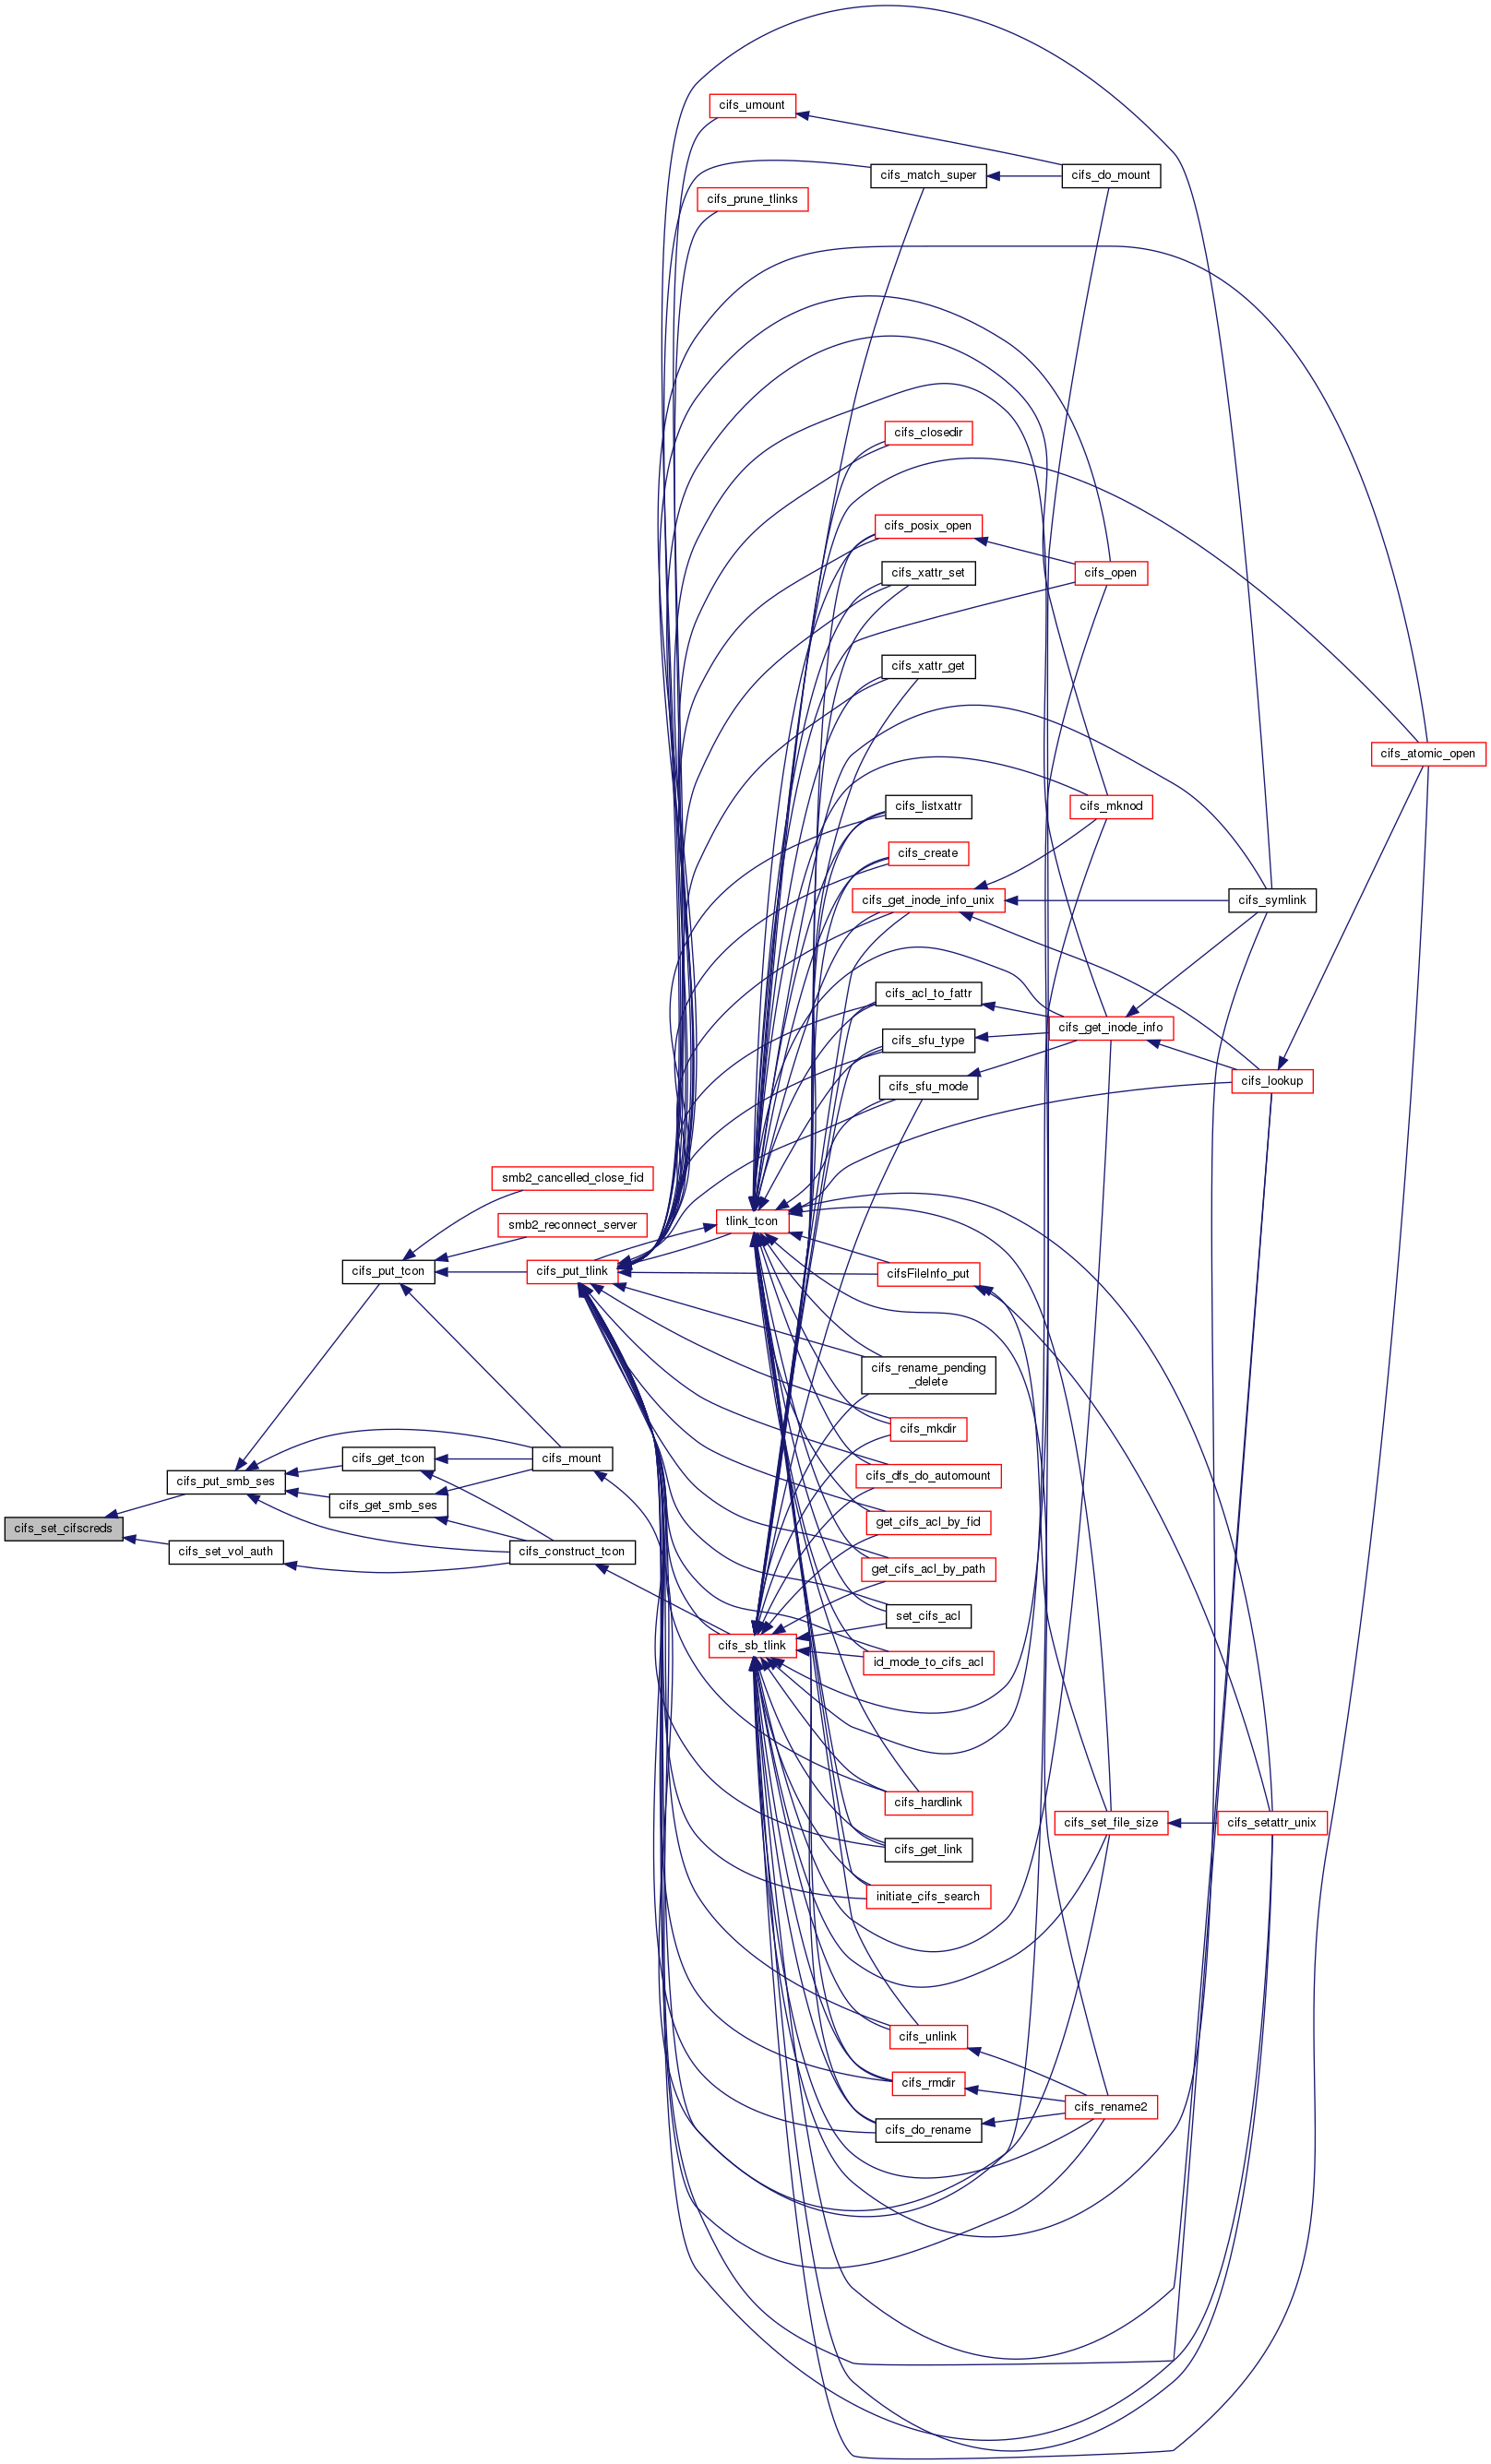 cifs_umount
cifs_match_super
cifs_do_mount
cifs_prune_tlinks
cifs_closedir
cifs_posix_open
cifs_xattr_set
cifs_open
cifs_xattr_get
cifs_atomic_open
cifs_listxattr
cifs_mknod
cifs_create
cifs_get_inode_info_unix
cifs_symlink
cifs_acl_to_fattr
cifs_get_inode_info
cifs_sfu_type
cifs_sfu_mode
cifs_lookup
smb2_cancelled_close_fid
smb2_reconnect_server
tlink_tcon
cifs_put_tcon
cifs_put_tlink
cifsFileInfo_put
cifs_rename_pending
_delete
cifs_mkdir
cifs_get_tcon
cifs_mount
cifs_put_smb_ses
cifs_dfs_do_automount
cifs_get_smb_ses
get_cifs_acl_by_fid
cifs_set_cifscreds
cifs_set_vol_auth
cifs_construct_tcon
get_cifs_acl_by_path
set_cifs_acl
cifs_sb_tlink
id_mode_to_cifs_acl
cifs_hardlink
cifs_set_file_size
cifs_setattr_unix
cifs_get_link
initiate_cifs_search
cifs_unlink
cifs_rmdir
cifs_rename2
cifs_do_rename